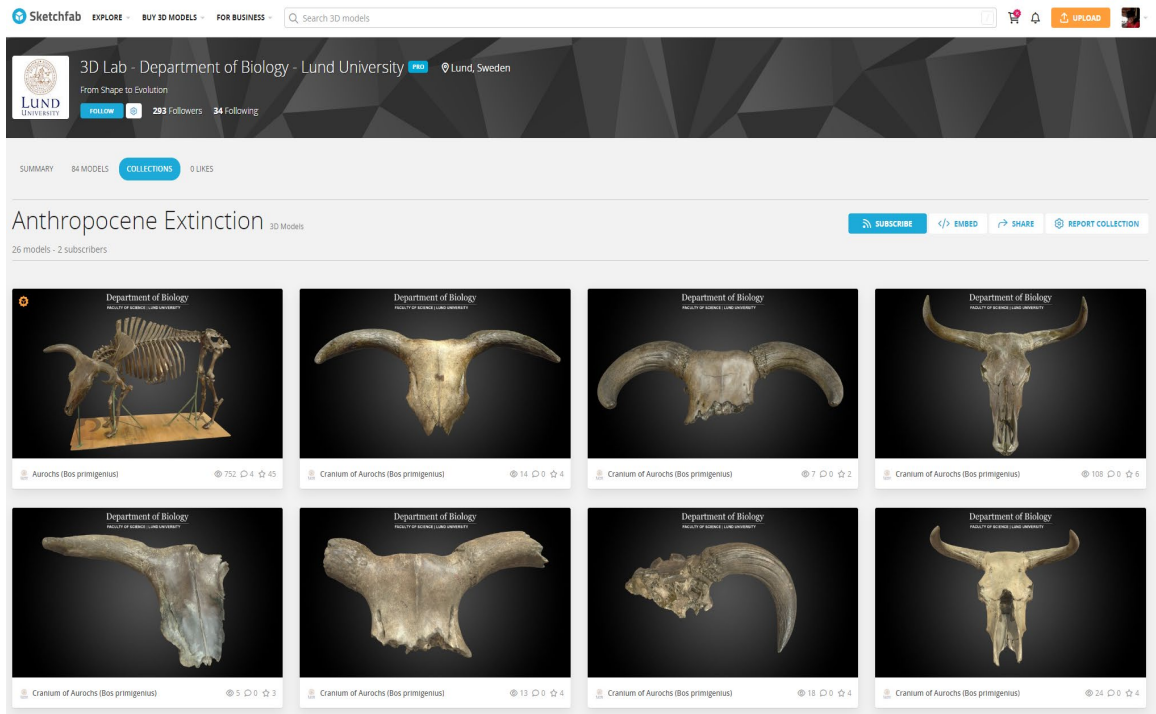 Sketchfab EXPLORE BUY 3D MODELS FOR BUSINESS Search 3D models / UPLOAD
3D Lab - Department of Biology - Lund University PRO Lund, Sweden
From Shape to Evolution
LUND
UNIVERSITY
FOLLOW 293 Followers 34 Following
SUMMARY 84 MODELS COLLECTIONS 0 LIKES
Anthropocene Extinction 3D Models
SUBSCRIBE </> EMBED SHARE REPORT COLLECTION
26 models - 2 subscribers
Department of Biology
FACULTY OF SCIENCE | LUND UNIVERSITY
Department of Biology
FACULTY OF SCIENCE | LUND UNIVERSITY
Department of Biology
FACULTY OF SCIENCE | LUND UNIVERSITY
Department of Biology
FACULTY OF SCIENCE | LUND UNIVERSITY
Aurochs (Bos primigenius) 752 4 45
Cranium of Aurochs (Bos primigenius) 14 0 4
Cranium of Aurochs (Bos primigenius) 7 0 2
Cranium of Aurochs (Bos primigenius) 108 0 6
Department of Biology
FACULTY OF SCIENCE | LUND UNIVERSITY
Department of Biology
FACULTY OF SCIENCE | LUND UNIVERSITY
Department of Biology
FACULTY OF SCIENCE | LUND UNIVERSITY
Department of Biology
FACULTY OF SCIENCE | LUND UNIVERSITY
Cranium of Aurochs (Bos primigenius) 5 0 3
Cranium of Aurochs (Bos primigenius) 13 0 4
Cranium of Aurochs (Bos primigenius) 18 0 4
Cranium of Aurochs (Bos primigenius) 24 0 4